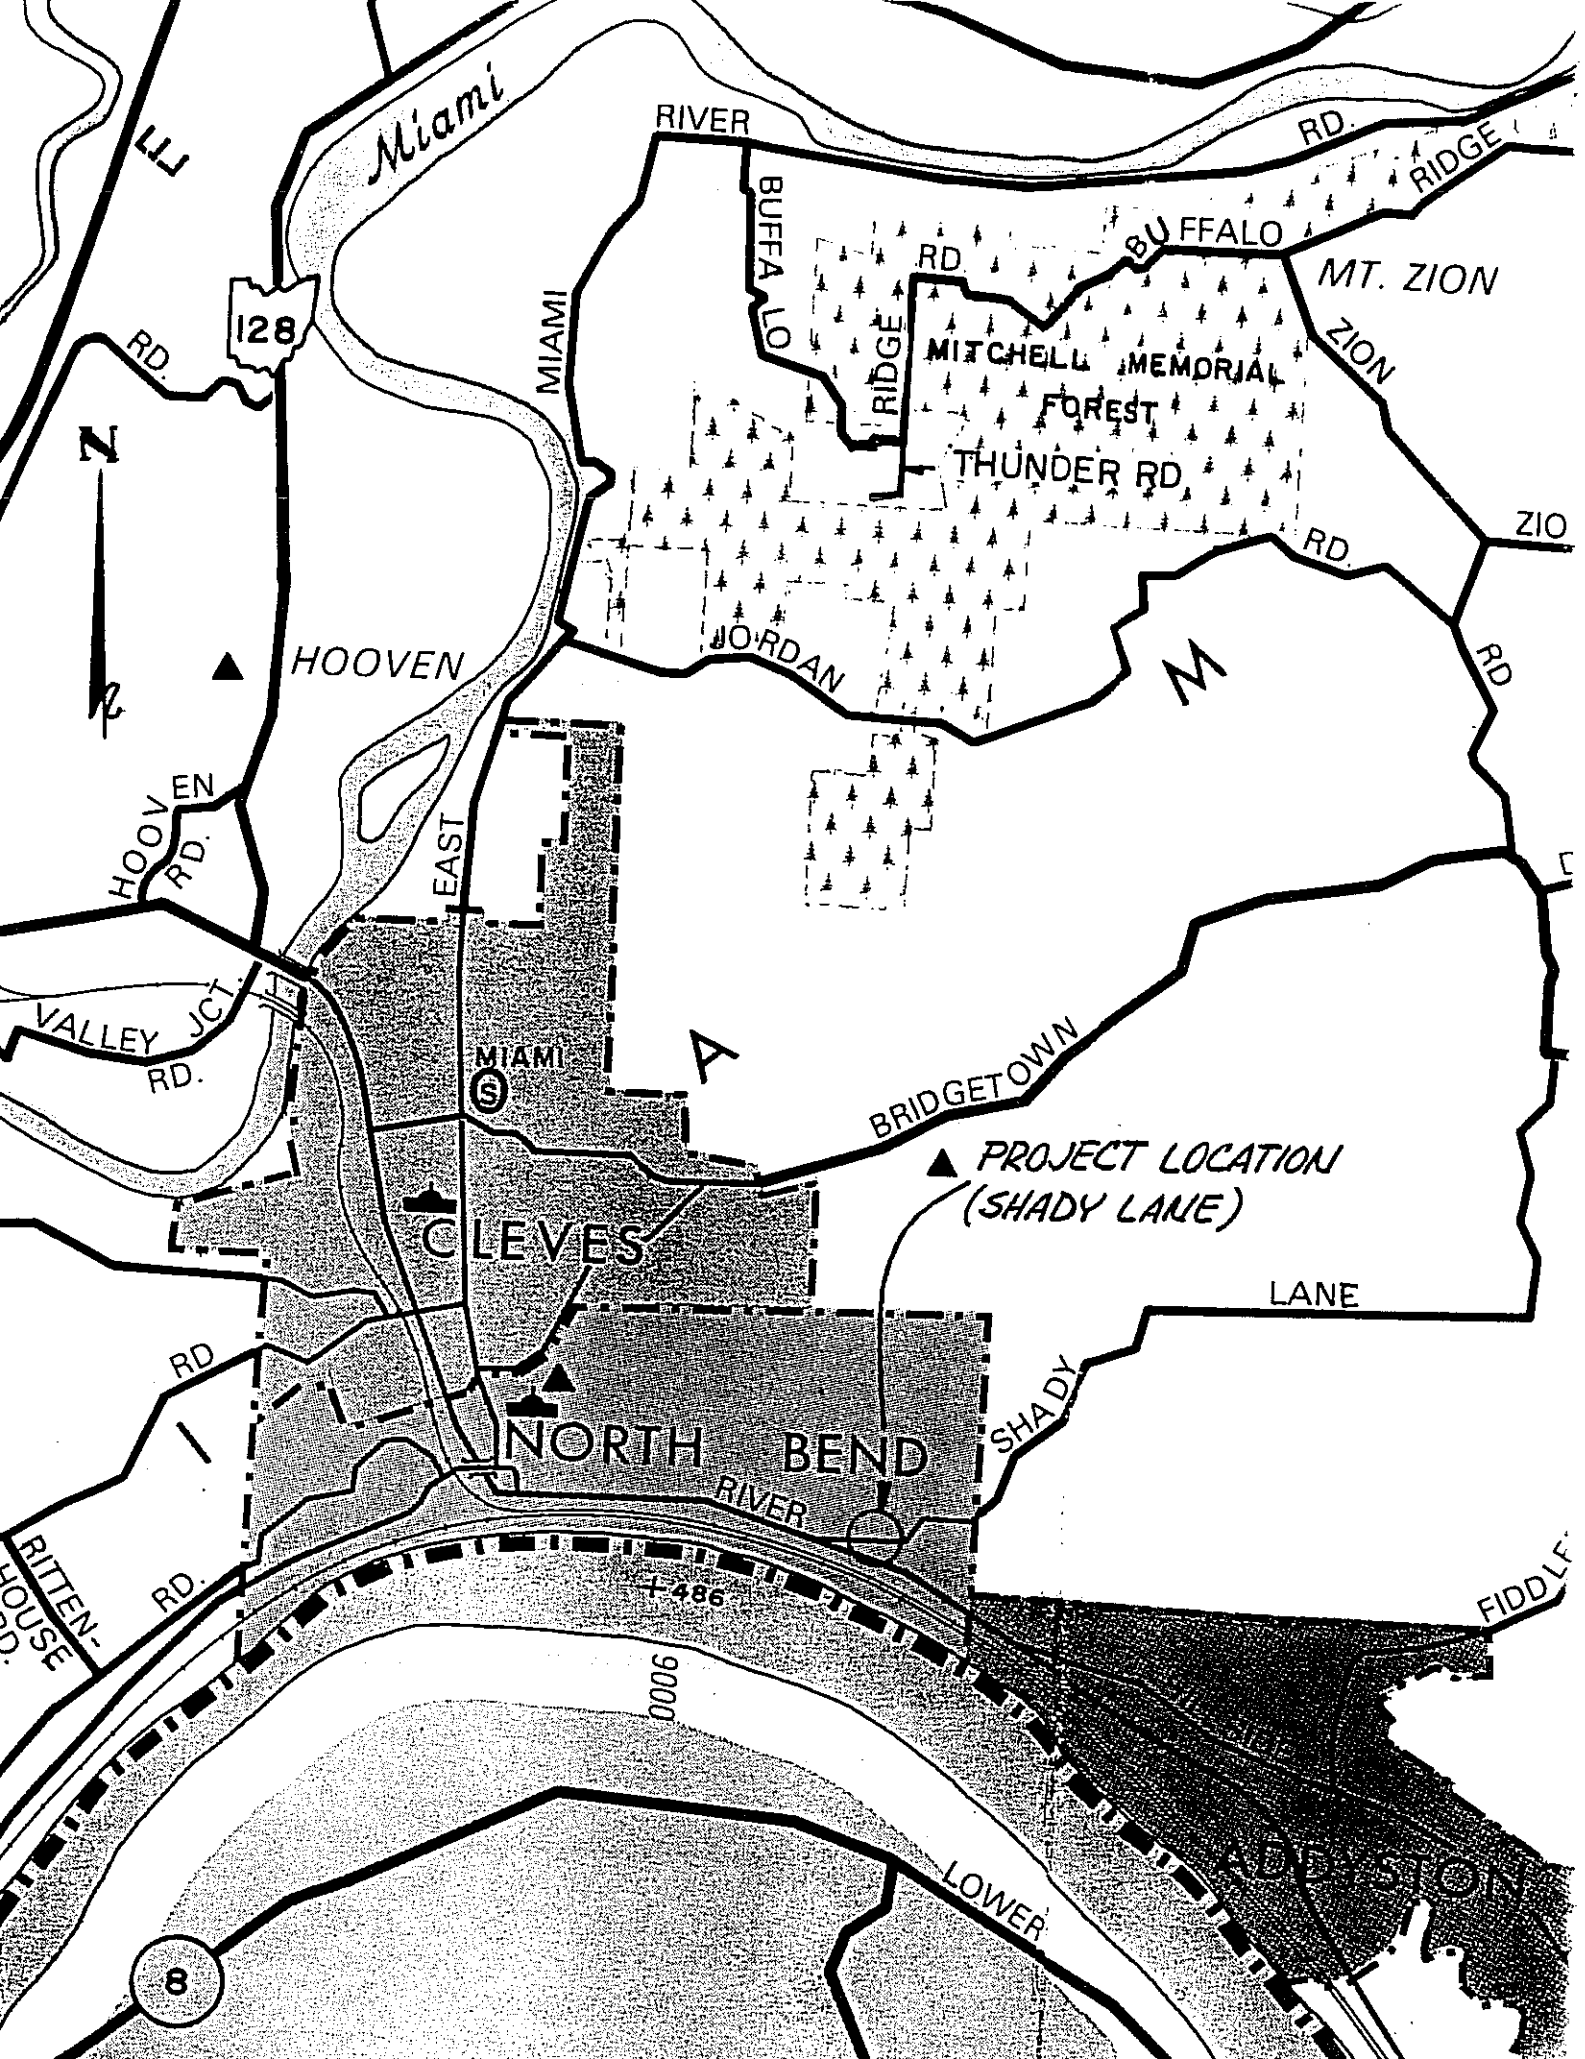 Miami
RIVER
RD.
RIDGE
BUFFALO
BUFFALO
RD
MT. ZION
128
RD.
MIAMI
RIDGE
ZION
MITCHELL MEMORIAL
FOREST
N
THUNDER RD
ZIO
RD.
HOOVEN
JORDAN
M
RD
HOOVEN
RD.
EAST
VALLEY JCT.
RD.
MIAMI
S
A
BRIDGETOWN
PROJECT LOCATION
(SHADY LANE)
CLEVES
LANE
RD
I
SHADY
NORTH BEND
RIVER
RITTEN-
HOUSE
RD.
RD.
+486
FIDDLE
9000
ADDYSTON
LOWER
8